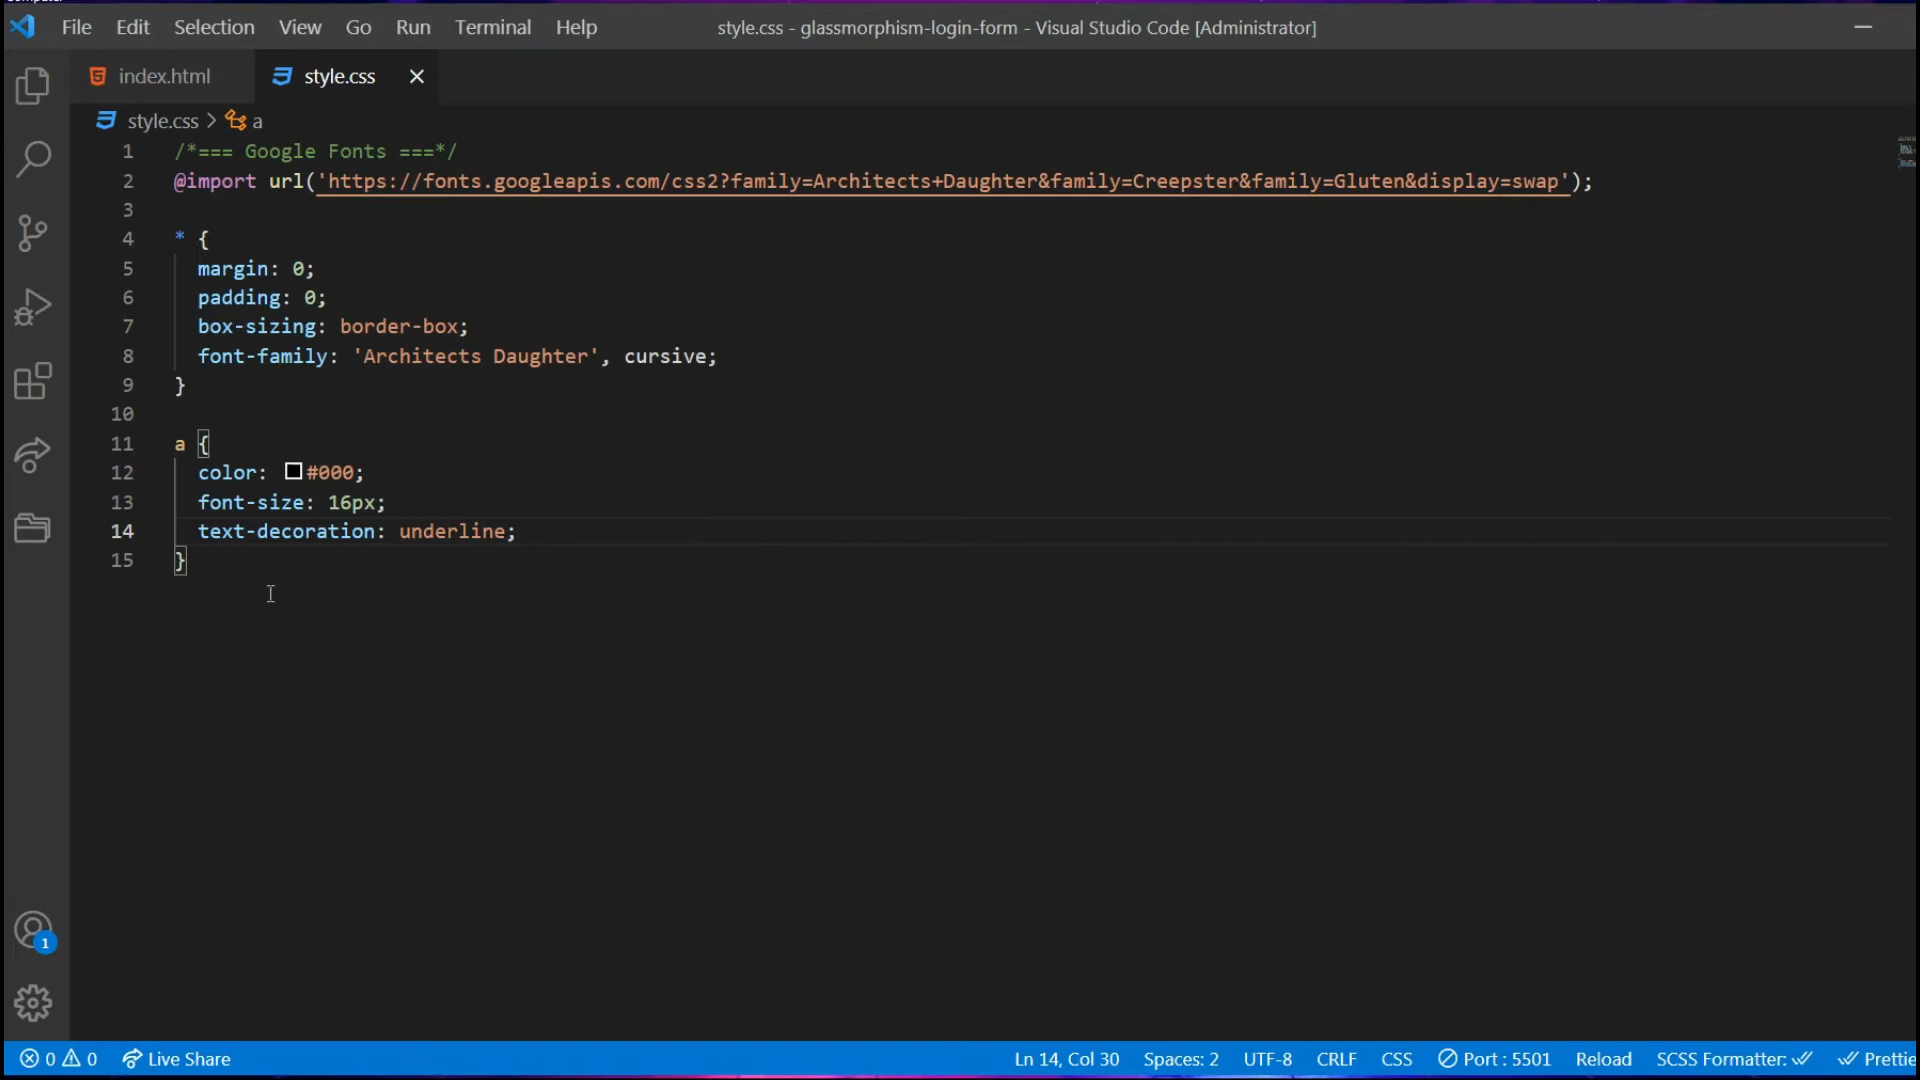 File Edit Selection View Go Run Terminal Help style.css - glassmorphism-login-form - Visual Studio Code [Administrator]
index.html style.css
style.css > a
1 /*=== Google Fonts ===*/
2 @import url('https://fonts.googleapis.com/css2?family=Architects+Daughter&family=Creepster&family=Gluten&display=swap');
3
4 * {
5 margin: 0;
6 padding: 0;
7 box-sizing: border-box;
8 font-family: 'Architects Daughter', cursive;
9 }
10
11 a {
12 color: #000;
13 font-size: 16px;
14 text-decoration: underline;
15 }
1
0 0 Live Share Ln 14, Col 30 Spaces: 2 UTF-8 CRLF CSS Port : 5501 Reload SCSS Formatter: Prettie